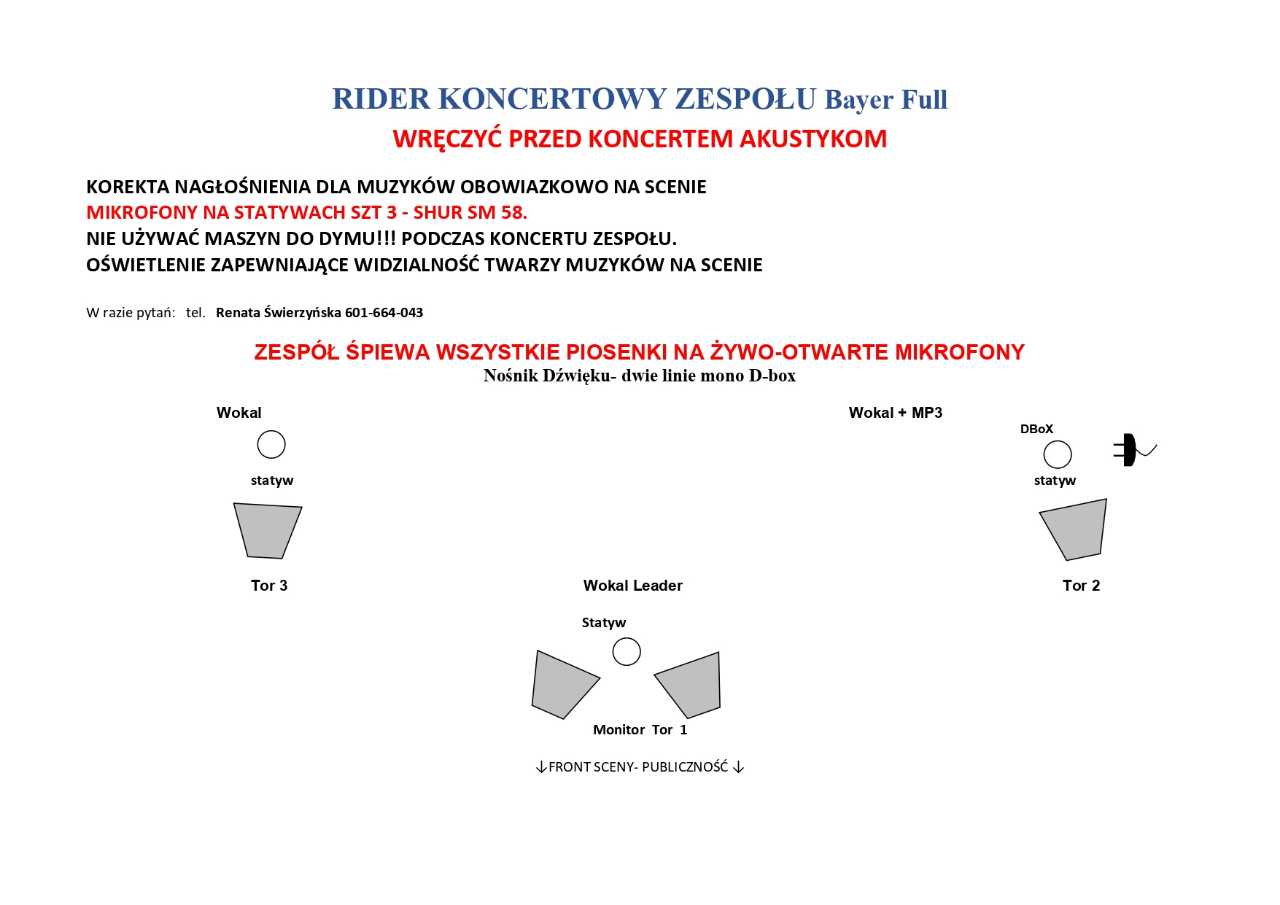 RIDER KONCERTOWY ZESPOŁU Bayer Full
WRĘCZYĆ PRZED KONCERTEM AKUSTYKOM
KOREKTA NAGŁOŚNIENIA DLA MUZYKÓW OBOWIAZKOWO NA SCENIE
MIKROFONY NA STATYWACH SZT 3 - SHUR SM 58.
NIE UŻYWAĆ MASZYN DO DYMU!!! PODCZAS KONCERTU ZESPOŁU.
OŚWIETLENIE ZAPEWNIAJĄCE WIDZIALNOŚĆ TWARZY MUZYKÓW NA SCENIE
W razie pytań: tel. Renata Świerzyńska 601-664-043
ZESPÓŁ ŚPIEWA WSZYSTKIE PIOSENKI NA ŻYWO-OTWARTE MIKROFONY
Nośnik Dźwięku- dwie linie mono D-box
Wokal
Wokal + MP3
DBoX
statyw
statyw
Tor 3
Wokal Leader
Tor 2
Statyw
Monitor Tor 1
↓FRONT SCENY- PUBLICZNOŚĆ ↓